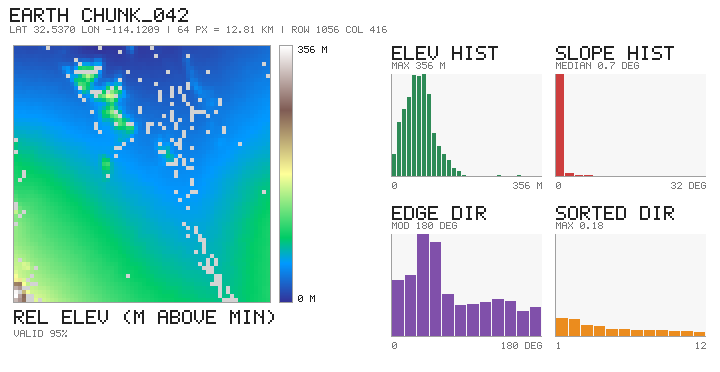 EARTH CHUNK_042
LAT 32.5370 LON -114.1209 | 64 PX = 12.81 KM | ROW 1056 COL 416
356 M
0 M
REL ELEV (M ABOVE MIN)
VALID 95%
ELEV HIST
MAX 356 M
0 356 M
SLOPE HIST
MEDIAN 0.7 DEG
0 32 DEG
EDGE DIR
MOD 180 DEG
0 180 DEG
SORTED DIR
MAX 0.18
1 12